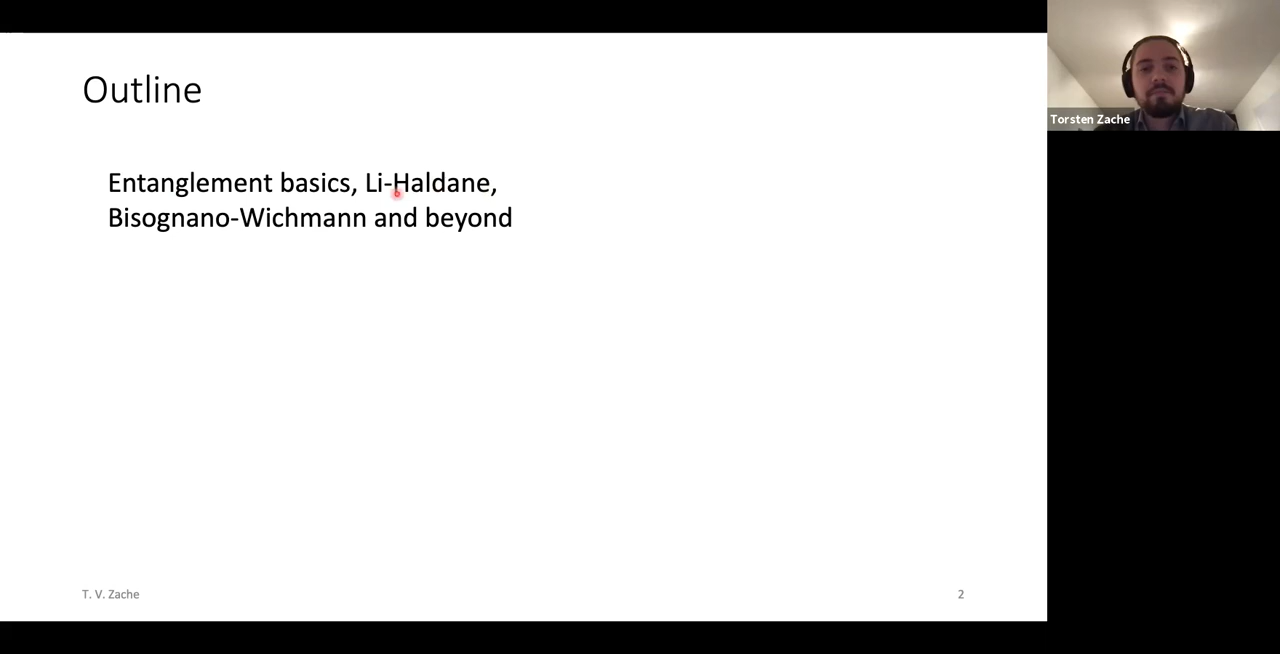 Outline
Torsten Zache
Entanglement basics, Li-Haldane,
Bisognano-Wichmann and beyond
T. V. Zache
2